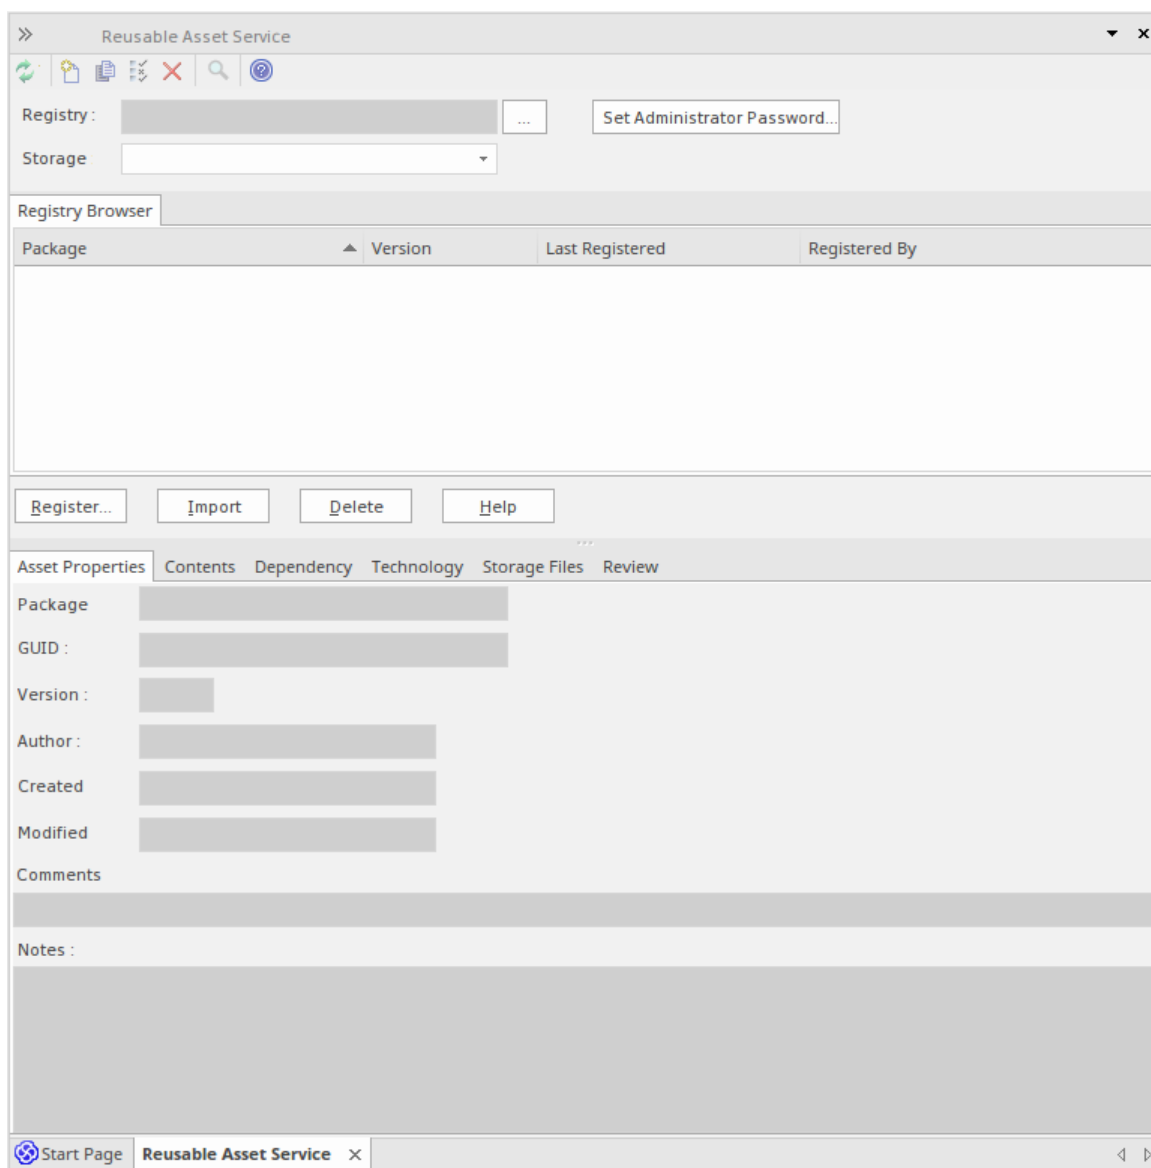 Reusable Asset Service
Registry :
...
Set Administrator Password...
Storage
Registry Browser
Package Version Last Registered Registered By
Register... Import Delete Help
Asset Properties Contents Dependency Technology Storage Files Review
Package
GUID :
Version :
Author :
Created
Modified
Comments
Notes :
Start Page Reusable Asset Service